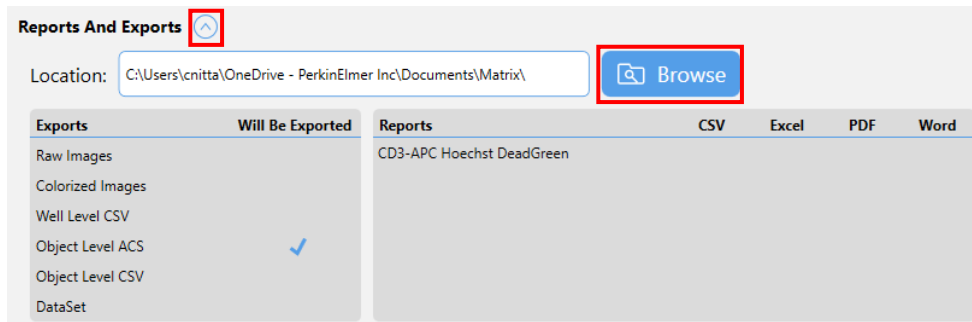 Reports And Exports
Location: C:\Users\cnitta\OneDrive - PerkinElmer Inc\Documents\Matrix\ Browse
Exports Will Be Exported Reports CSV Excel PDF Word
Raw Images CD3-APC Hoechst DeadGreen
Colorized Images
Well Level CSV
Object Level ACS
Object Level CSV
DataSet